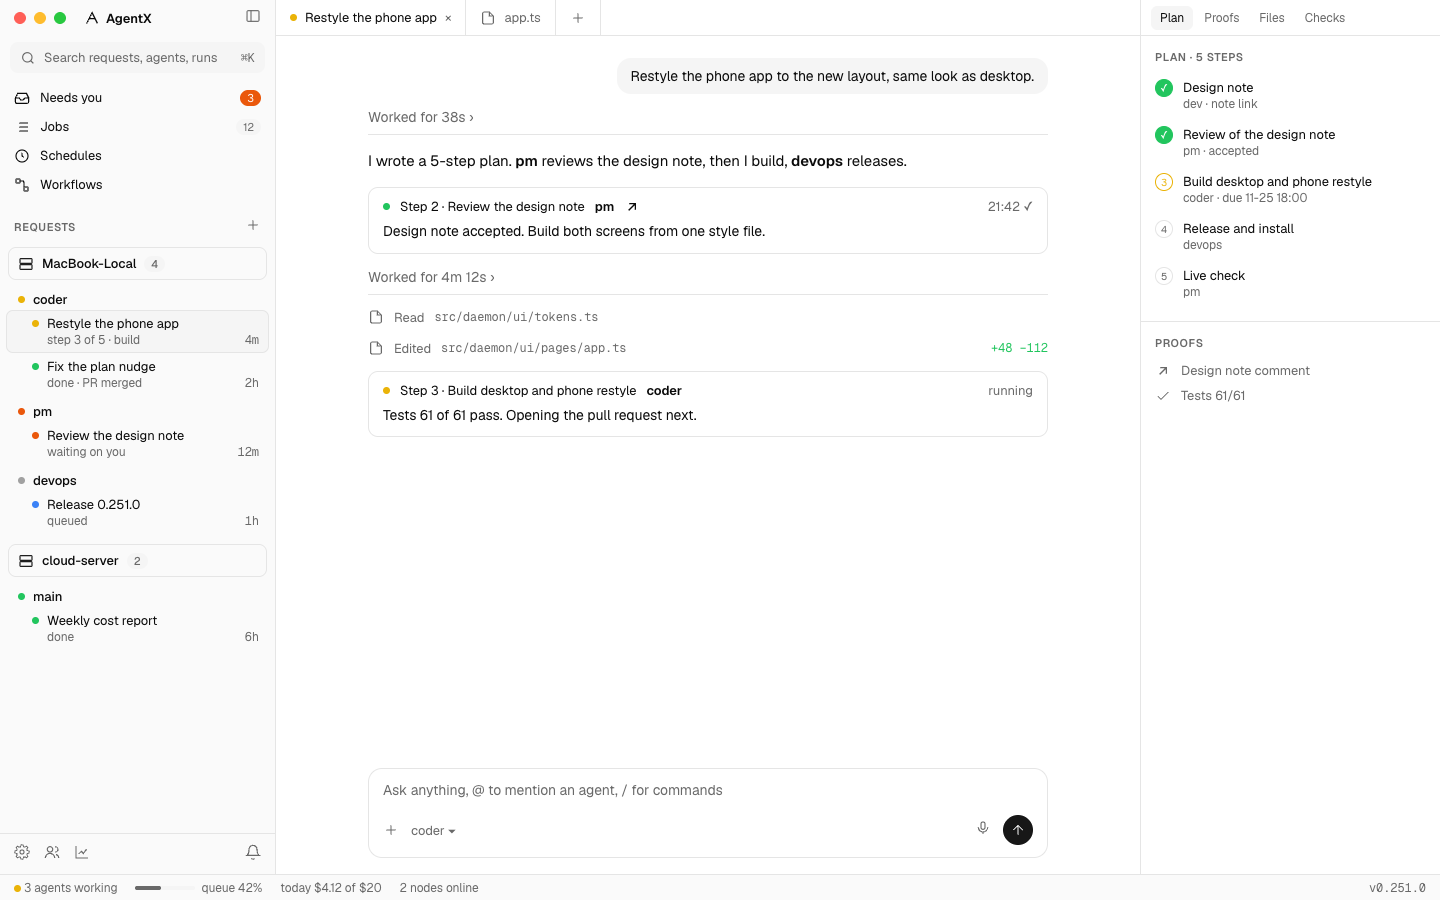 AgentX
Search requests, agents, runs ⌘K
Needs you 3
Jobs 12
Schedules
Workflows
REQUESTS
MacBook-Local 4
coder
Restyle the phone app
step 3 of 5 · build 4m
Fix the plan nudge
done · PR merged 2h
pm
Review the design note
waiting on you 12m
devops
Release 0.251.0
queued 1h
cloud-server 2
main
Weekly cost report
done 6h
Restyle the phone app ×
app.ts
Restyle the phone app to the new layout, same look as desktop.
Worked for 38s ›
I wrote a 5-step plan. pm reviews the design note, then I build, devops releases.
Step 2 · Review the design note pm ↗ 21:42 ✓
Design note accepted. Build both screens from one style file.
Worked for 4m 12s ›
Read src/daemon/ui/tokens.ts
Edited src/daemon/ui/pages/app.ts +48 −112
Step 3 · Build desktop and phone restyle coder running
Tests 61 of 61 pass. Opening the pull request next.
Ask anything, @ to mention an agent, / for commands
coder
Plan Proofs Files Checks
PLAN · 5 STEPS
Design note
dev · note link
Review of the design note
pm · accepted
3 Build desktop and phone restyle
coder · due 11-25 18:00
4 Release and install
devops
5 Live check
pm
PROOFS
Design note comment
Tests 61/61
3 agents working queue 42% today $4.12 of $20 2 nodes online v0.251.0